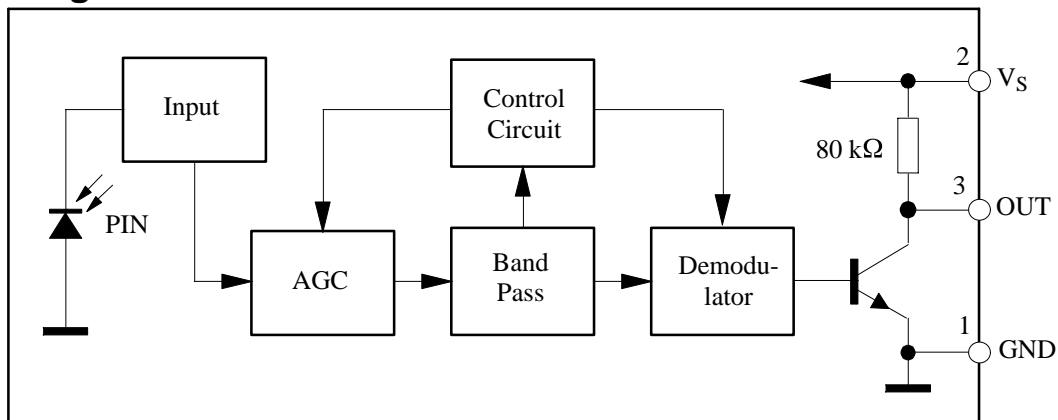 Input
Control
Circuit
2
V_S
80 kΩ
3
OUT
PIN
AGC
Band
Pass
Demodu-
lator
1
GND